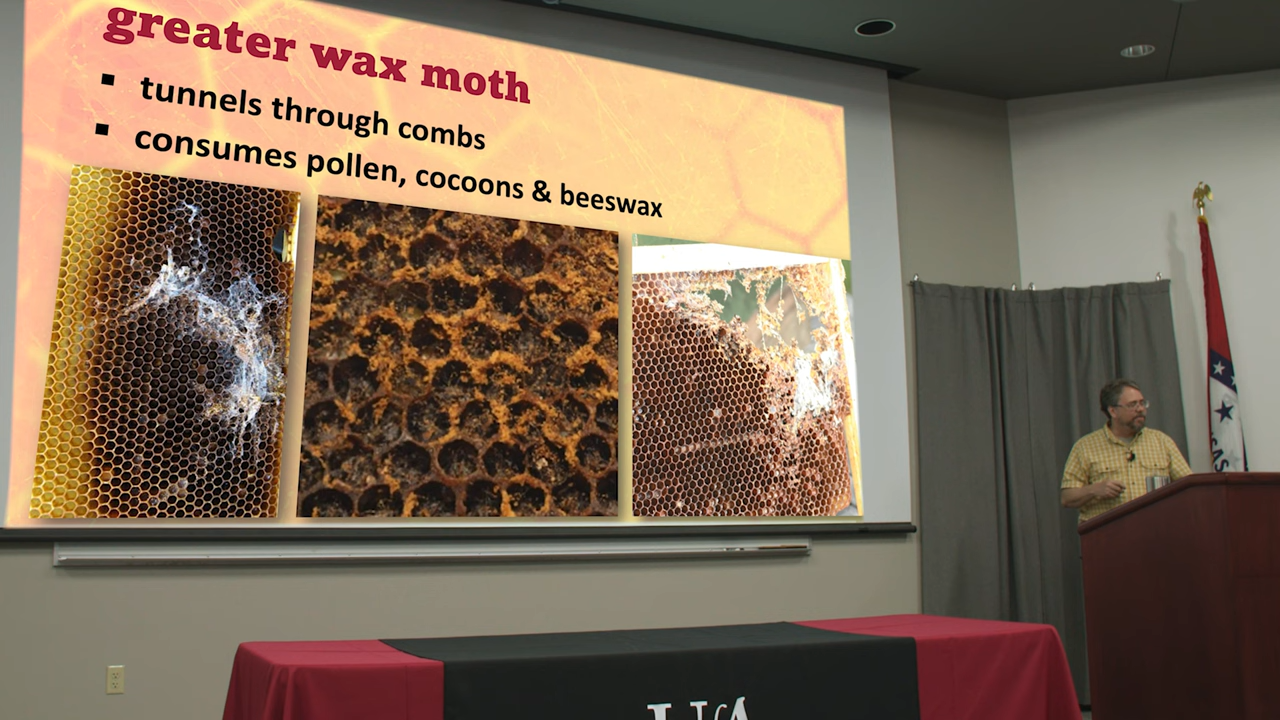 greater wax moth
▪ tunnels through combs
▪ consumes pollen, cocoons & beeswax